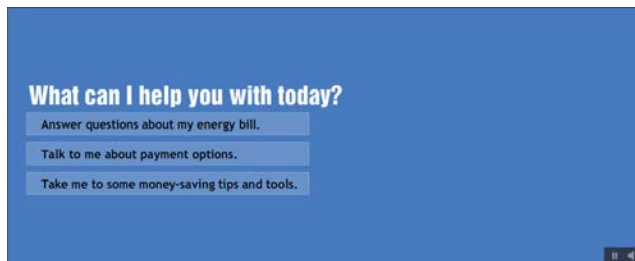 What can I help you with today?
Answer questions about my energy bill.
Talk to me about payment options.
Take me to some money-saving tips and tools.